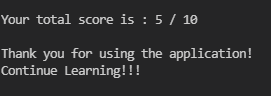 Your total score is : 5 / 10
Thank you for using the application!
Continue Learning!!!